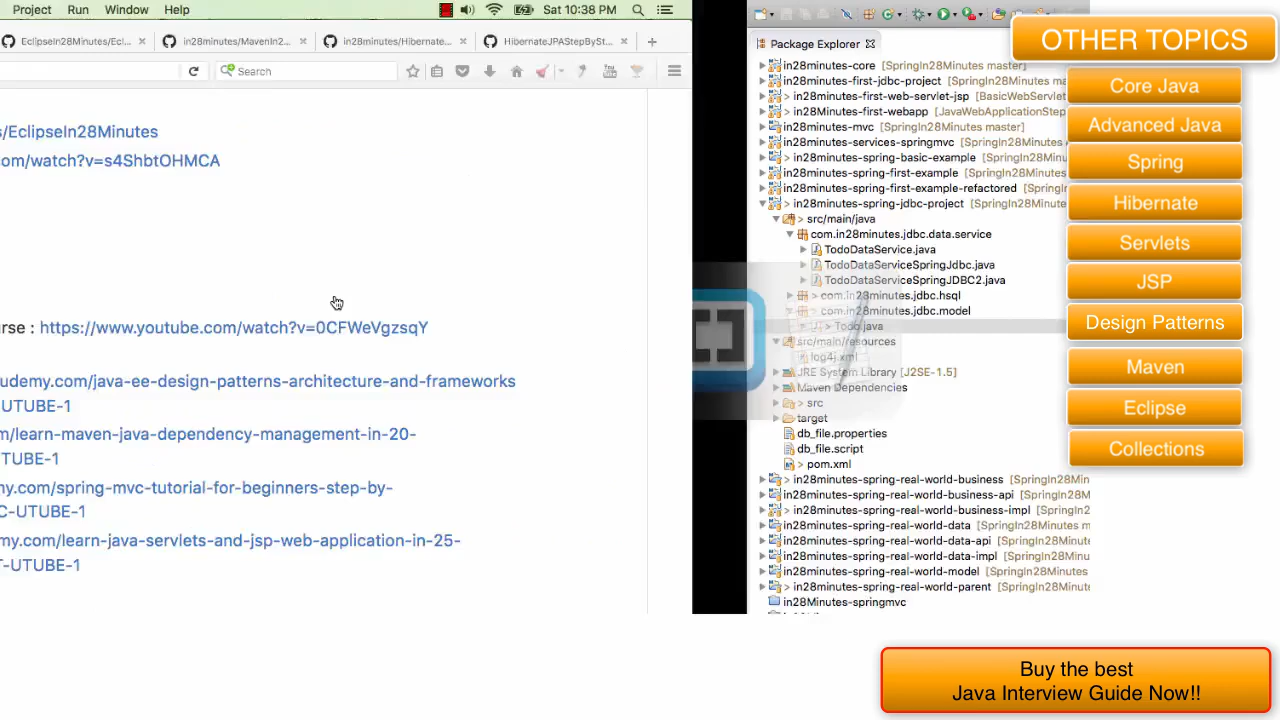 Project Run Window Help
Sat 10:38 PM
EclipseIn28Minutes/Ecl...
in28Minutes/MavenIn2...
in28minutes/Hibernate...
HibernateJPAStepBySt...
Search
s/EclipseIn28Minutes
com/watch?v=s4ShbtOHMCA
urse : https://www.youtube.com/watch?v=0CFWeVgzsqY
udemy.com/java-ee-design-patterns-architecture-and-frameworks
UTUBE-1
m/learn-maven-java-dependency-management-in-20-
TUBE-1
my.com/spring-mvc-tutorial-for-beginners-step-by-
C-UTUBE-1
my.com/learn-java-servlets-and-jsp-web-application-in-25-
T-UTUBE-1
Package Explorer
in28minutes-core [SpringIn28Minutes master]
in28minutes-first-jdbc-project [SpringIn28Minutes ma
> in28minutes-first-web-servlet-jsp [BasicWebServlet
> in28minutes-first-webapp [JavaWebApplicationStep
in28minutes-mvc [SpringIn28Minutes master]
in28minutes-services-springmvc [SpringIn28Minutes
> in28minutes-spring-basic-example [SpringIn28Min
in28minutes-spring-first-example [SpringIn28Minutes
in28minutes-spring-first-example-refactored [SpringI
> in28minutes-spring-jdbc-project [SpringIn28Minutes
> src/main/java
com.in28minutes.jdbc.data.service
TodoDataService.java
TodoDataServiceSpringJdbc.java
TodoDataServiceSpringJDBC2.java
> com.in28minutes.jdbc.hsql
com.in28minutes.jdbc.model
> Todo.java
src/main/resources
log4j.xml
JRE System Library [J2SE-1.5]
Maven Dependencies
> src
target
db_file.properties
db_file.script
> pom.xml
> in28minutes-spring-real-world-business [SpringIn28Min
in28minutes-spring-real-world-business-api [SpringIn28Min
> in28minutes-spring-real-world-business-impl [SpringIn2
in28minutes-spring-real-world-data [SpringIn28Minutes m
in28minutes-spring-real-world-data-api [SpringIn28Min
in28minutes-spring-real-world-data-impl [SpringIn28Minu
in28minutes-spring-real-world-model [SpringIn28Minutes
> in28minutes-spring-real-world-parent [SpringIn28Minute
in28Minutes-springmvc
OTHER TOPICS
Core Java
Advanced Java
Spring
Hibernate
Servlets
JSP
Design Patterns
Maven
Eclipse
Collections
Buy the best
Java Interview Guide Now!!